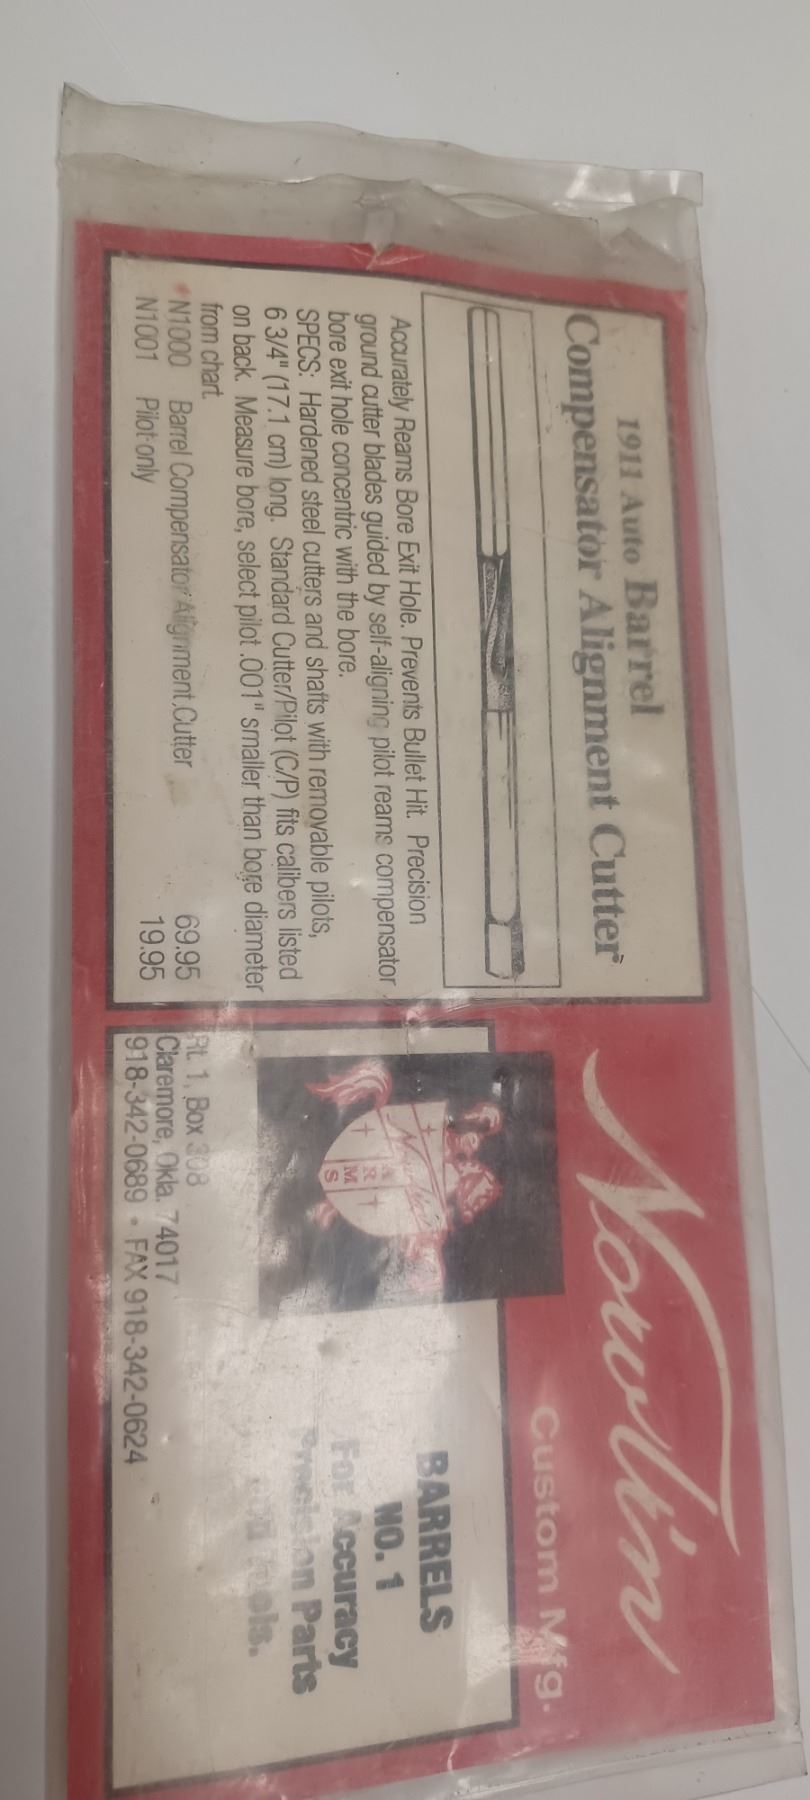 1911 Auto Barrel
Compensator Alignment Cutter
Accurately Reams Bore Exit Hole. Prevents Bullet Hit. Precision
ground cutter blades guided by self-aligning pilot reams compensator
bore exit hole concentric with the bore.
SPECS: Hardened steel cutters and shafts with removable pilots,
6 3/4" (17.1 cm) long. Standard Cutter/Pilot (C/P) fits calibers listed
on back. Measure bore, select pilot .001" smaller than bore diameter
from chart.
* N1000 Barrel Compensator Alignment Cutter 69.95
N1001 Pilot only 19.95
Nowlin
Custom Mfg.
Nowlin
ARMS
BARRELS
NO. 1
For Accuracy
Precision Parts
and tools.
Rt. 1, Box 308
Claremore, Okla. 74017
918-342-0689 • FAX 918-342-0624